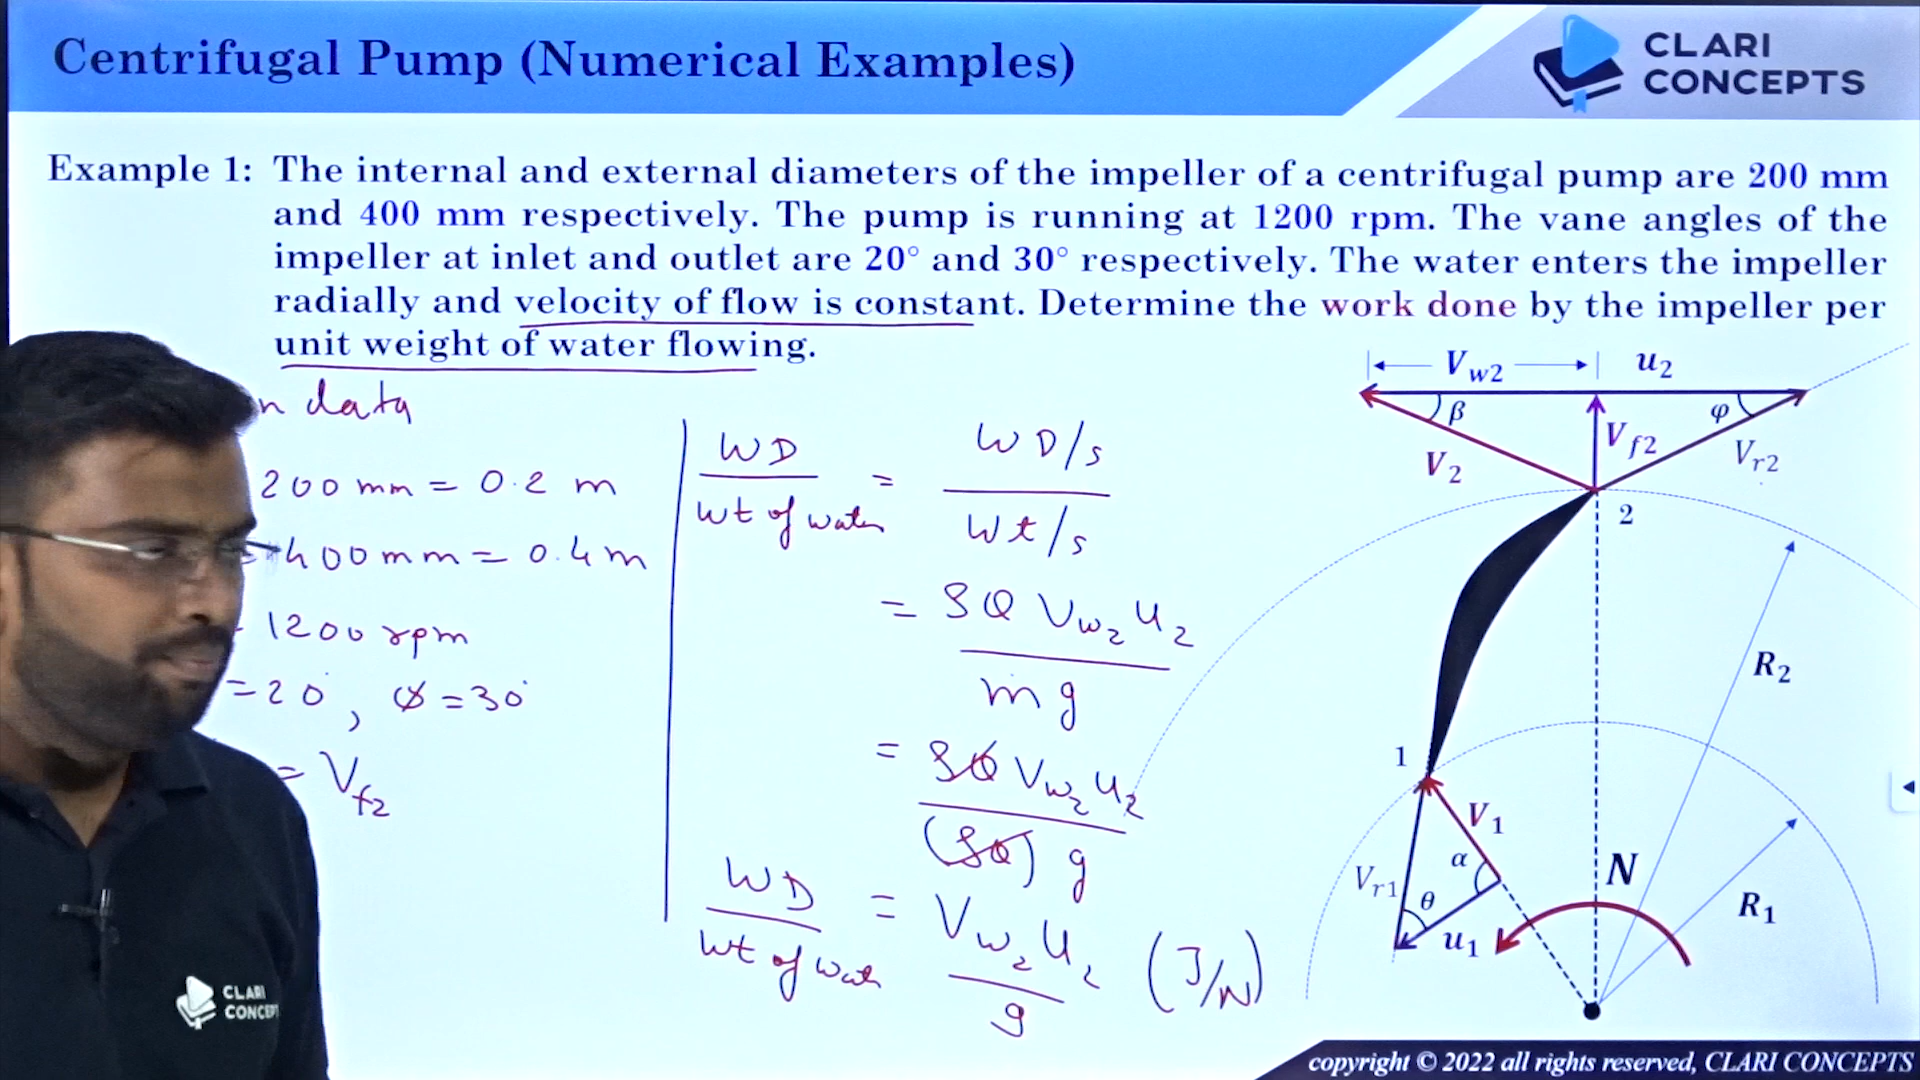 Centrifugal Pump (Numerical Examples)
CLARI
CONCEPTS
Example 1: The internal and external diameters of the impeller of a centrifugal pump are 200 mm
and 400 mm respectively. The pump is running at 1200 rpm. The vane angles of the
impeller at inlet and outlet are 20° and 30° respectively. The water enters the impeller
radially and velocity of flow is constant. Determine the work done by the impeller per
unit weight of water flowing.
n data
200 mm = 0.2 m
= 400 mm = 0.4 m
1200 rpm
= 20°, φ = 30°
= Vf2
WD / wt of water = WD/s / Wt/s
= ρQ Vw2 u2 / ṁ g
= ρQ Vw2 u2 / (ρQ) g
WD / wt of water = Vw2 u2 / g (J/N)
Vw2 u2
β φ
V2 Vf2 Vr2
2
R2
1
V1
α N
Vr1 θ R1
u1
CLARI
CONCEP
copyright © 2022 all rights reserved, CLARI CONCEPTS